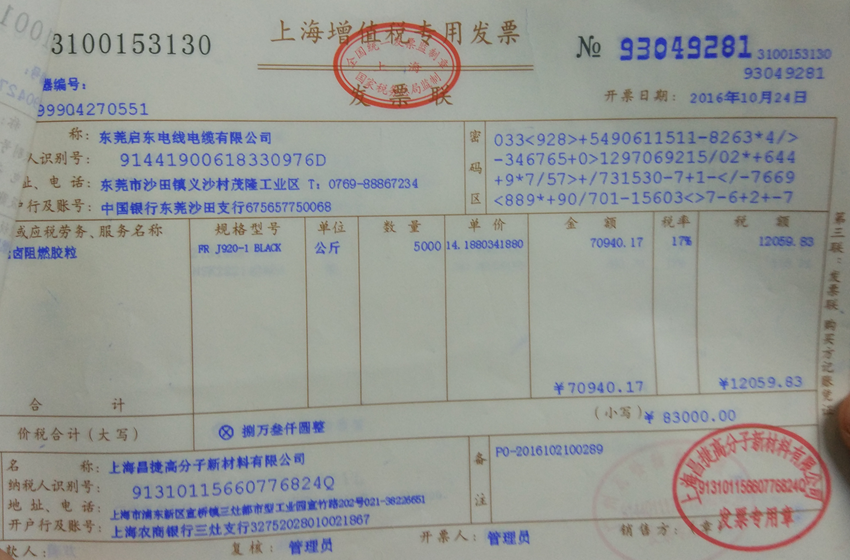 3100153130
上海增值税专用发票
全国统一发票监制章
上海
国家税务总局监制
发票联
№ 93049281
3100153130
93049281
器编号:
99904270551
开票日期: 2016年10月24日
称: 东莞启东电线电缆有限公司
人识别号: 91441900618330976D
址、电话: 东莞市沙田镇义沙村茂隆工业区 T: 0769-88867234
户行及账号: 中国银行东莞沙田支行675657750068
密码区
033<928>+5490611511-8263*4/>
-346765+0>1297069215/02*+644
+9*7/57>+/731530-7+1-</-7669
<889*+90/701-15603<>7-6+2+-7
或应税劳务、服务名称 规格型号 单位 数量 单价 金额 税率 税额
卤阻燃胶粒 FR J920-1 BLACK 公斤 5000 14.1880341880 70940.17 17% 12059.83
合计 ¥70940.17 ¥12059.83
价税合计(大写) ⊗ 捌万叁仟圆整 (小写) ¥ 83000.00
名称: 上海昌捷高分子新材料有限公司
纳税人识别号: 91310115660776824Q
地址、电话: 上海市浦东新区宣桥镇三灶都市型工业园宣竹路202号021-38226651
开户行及账号: 上海农商银行三灶支行32752028010021867
备注
PO-2016102100289
款人: 复核: 管理员 开票人: 管理员 销售方: 章
上海昌捷高分子新材料有限公司
91310115660776824Q
发票专用章
第三联:发票联 购买方记账凭证